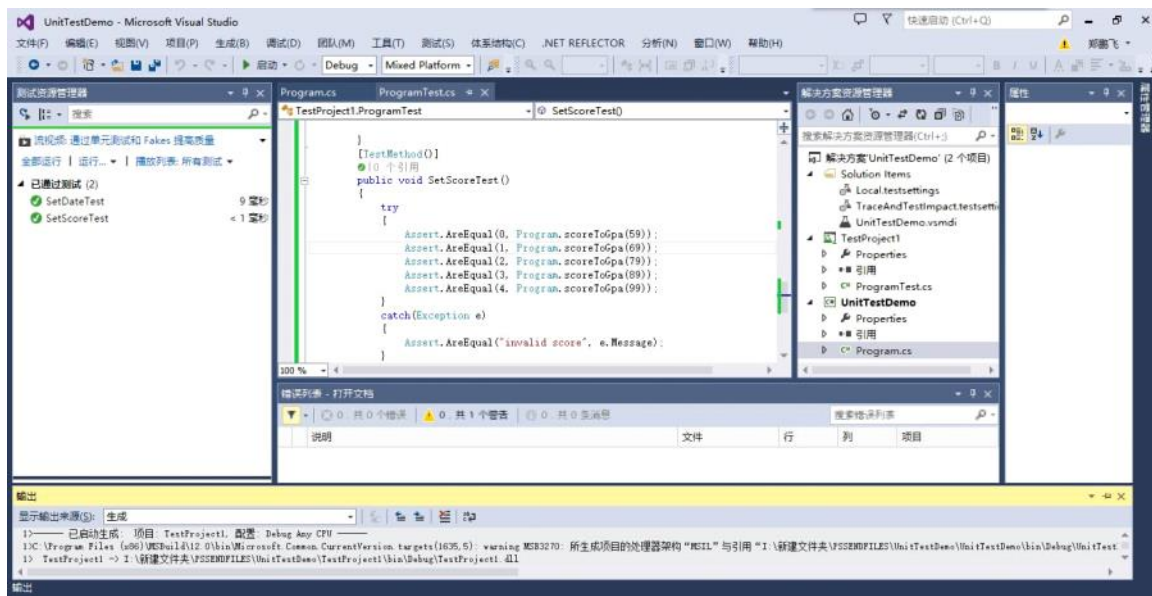 UnitTestDemo - Microsoft Visual Studio
快速启动 (Ctrl+Q)
文件(F) 编辑(E) 视图(V) 项目(P) 生成(B) 调试(D) 团队(M) 工具(T) 测试(S) 体系结构(C) .NET REFLECTOR 分析(N) 窗口(W) 帮助(H)
郑鹏飞
启动 Debug Mixed Platform
测试资源管理器
搜索
流视频: 通过单元测试和 Fakes 提高质量
全部运行 | 运行... | 播放列表: 所有测试
已通过测试 (2)
SetDateTest 9 毫秒
SetScoreTest < 1 毫秒
Program.cs ProgramTest.cs
TestProject1.ProgramTest SetScoreTest()
}
[TestMethod()]
0 个引用
public void SetScoreTest()
{
try
{
Assert.AreEqual(0, Program.scoreToGpa(59));
Assert.AreEqual(1, Program.scoreToGpa(69));
Assert.AreEqual(2, Program.scoreToGpa(79));
Assert.AreEqual(3, Program.scoreToGpa(89));
Assert.AreEqual(4, Program.scoreToGpa(99));
}
catch(Exception e)
{
Assert.AreEqual("invalid score", e.Message);
}
100 %
解决方案资源管理器
搜索解决方案资源管理器(Ctrl+;)
解决方案'UnitTestDemo' (2 个项目)
Solution Items
Local.testsettings
TraceAndTestImpact.testsetti
UnitTestDemo.vsmdi
TestProject1
Properties
引用
ProgramTest.cs
UnitTestDemo
Properties
引用
Program.cs
属性
属性管理器
错误列表 - 打开文档
0 , 共 0 个错误 0 , 共 1 个警告 0 , 共 0 条消息
搜索错误列表
说明 文件 行 列 项目
输出
显示输出来源(S): 生成
1>------ 已启动生成: 项目: TestProject1, 配置: Debug Any CPU ------
1>C:\Program Files (x86)\MSBuild\12.0\bin\Microsoft.Common.CurrentVersion.targets(1635,5): warning MSB3270: 所生成项目的处理器架构 "MSIL" 与引用 "I:\新建文件夹\PSSENDFILES\UnitTestDemo\UnitTestDemo\bin\Debug\UnitTest
1> TestProject1 -> I:\新建文件夹\PSSENDFILES\UnitTestDemo\TestProject1\bin\Debug\TestProject1.dll
输出